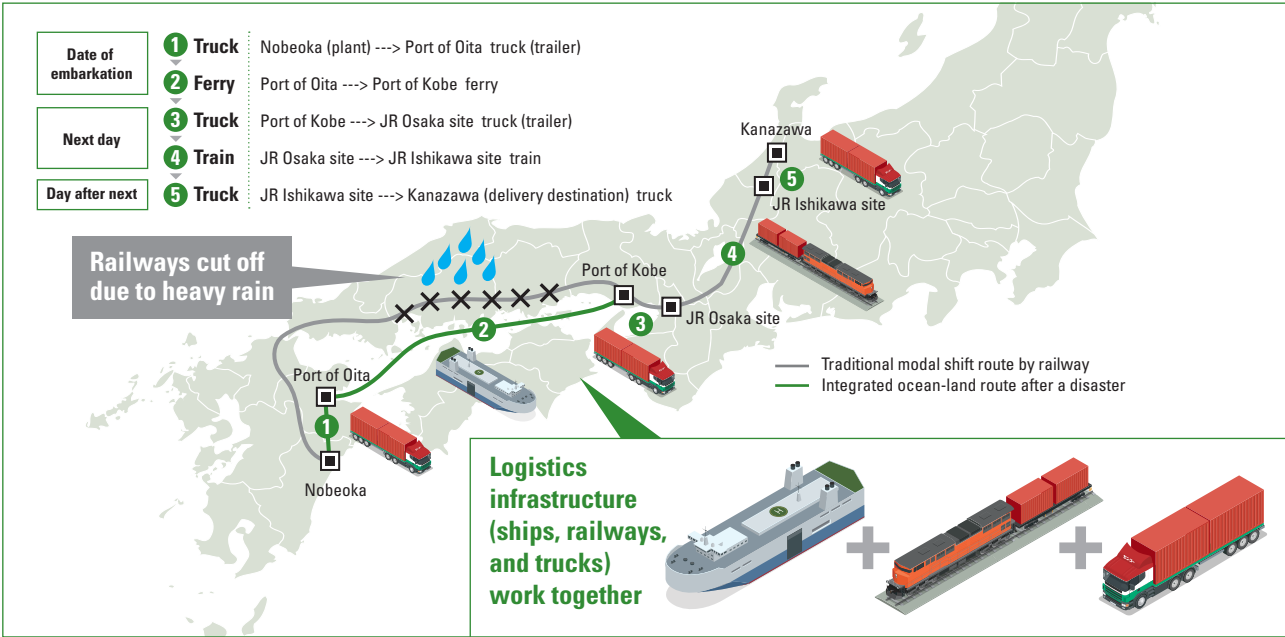 Date of
embarkation
1 Truck Nobeoka (plant) ---> Port of Oita truck (trailer)
2 Ferry Port of Oita ---> Port of Kobe ferry
Next day
3 Truck Port of Kobe ---> JR Osaka site truck (trailer)
4 Train JR Osaka site ---> JR Ishikawa site train
Day after next
5 Truck JR Ishikawa site ---> Kanazawa (delivery destination) truck
Kanazawa
5
JR Ishikawa site
4
Railways cut off
due to heavy rain
Port of Kobe
3
JR Osaka site
2
Port of Oita
1
Nobeoka
Traditional modal shift route by railway
Integrated ocean-land route after a disaster
Logistics
infrastructure
(ships, railways,
and trucks)
work together
H